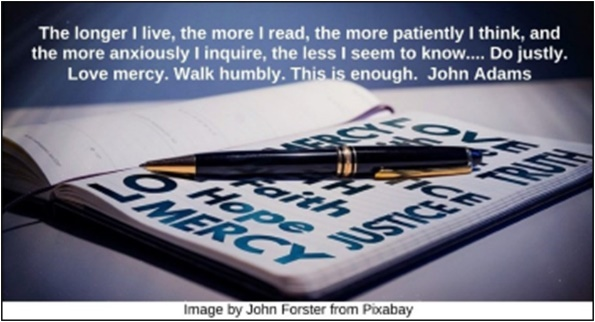 The longer I live, the more I read, the more patiently I think, and
the more anxiously I inquire, the less I seem to know.... Do justly.
Love mercy. Walk humbly. This is enough. John Adams
MERCY
LOVE
Faith
TRUTH
Hope
JUSTICE
LO
MERCY
Image by John Forster from Pixabay